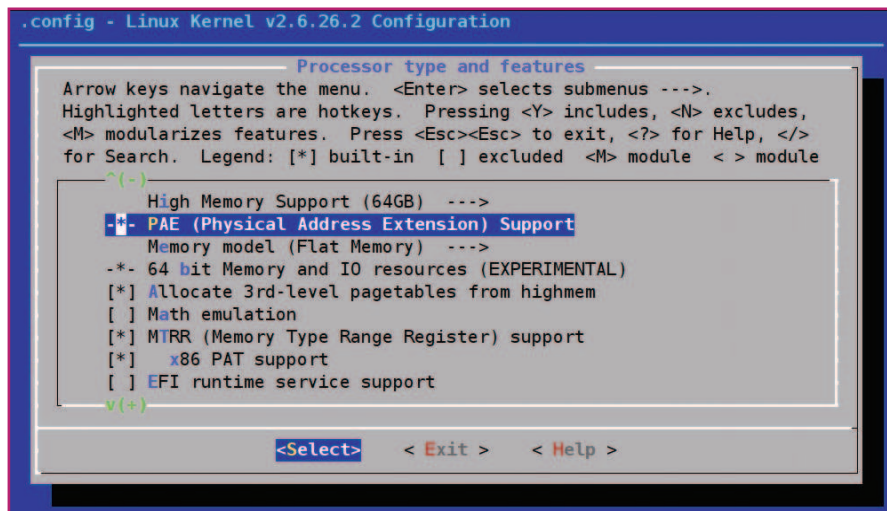 .config - Linux Kernel v2.6.26.2 Configuration
Processor type and features
Arrow keys navigate the menu.  <Enter> selects submenus --->.
Highlighted letters are hotkeys.  Pressing <Y> includes, <N> excludes,
<M> modularizes features.  Press <Esc><Esc> to exit, <?> for Help, </>
for Search.  Legend: [*] built-in  [ ] excluded  <M> module  < > module
^(-)
High Memory Support (64GB)  --->
-*- PAE (Physical Address Extension) Support
Memory model (Flat Memory)  --->
-*- 64 bit Memory and IO resources (EXPERIMENTAL)
[*] Allocate 3rd-level pagetables from highmem
[ ] Math emulation
[*] MTRR (Memory Type Range Register) support
[*]   x86 PAT support
[ ] EFI runtime service support
v(+)
<Select>    < Exit >    < Help >